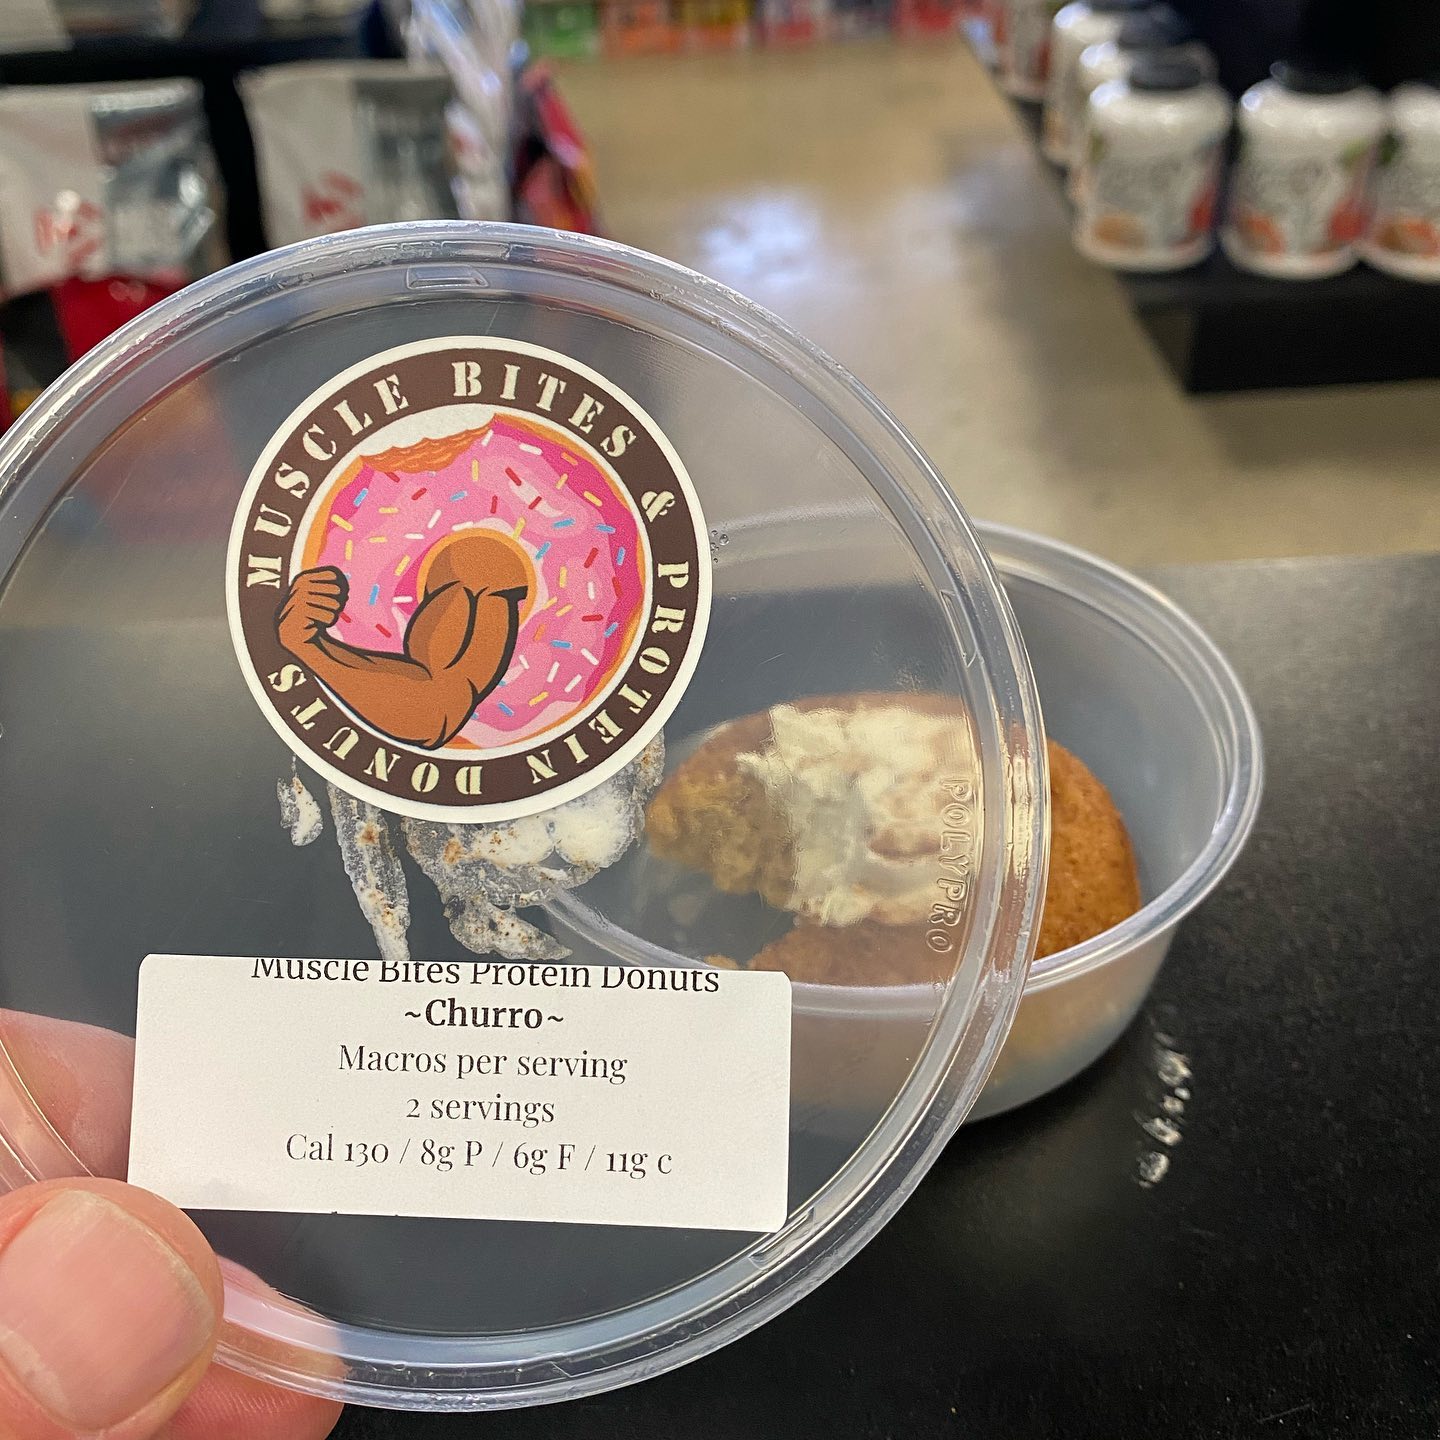 MUSCLE BITES & PROTEIN DONUTS
Muscle Bites Protein Donuts
~Churro~
Macros per serving
2 servings
Cal 130 / 8g P / 6g F / 11g c
POLYPRO